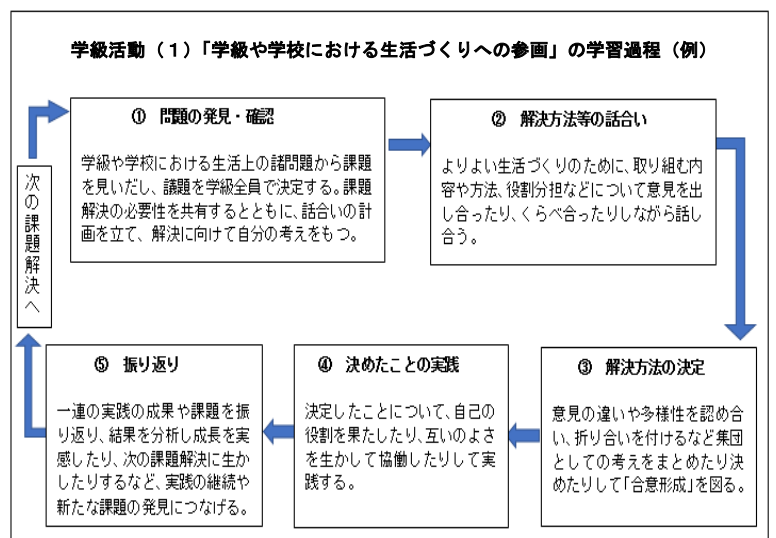 学級活動（１）「学級や学校における生活づくりへの参画」の学習過程（例）
① 問題の発見・確認
学級や学校における生活上の諸問題から課題
を見いだし、議題を学級全員で決定する。課題
解決の必要性を共有するとともに、話合いの計
画を立て、解決に向けて自分の考えをもつ。
② 解決方法等の話合い
よりよい生活づくりのために、取り組む内
容や方法、役割分担などについて意見を出
し合ったり、くらべ合ったりしながら話し
合う。
③ 解決方法の決定
意見の違いや多様性を認め合
い、折り合いを付けるなど集団
としての考えをまとめたり決
めたりして「合意形成」を図る。
④ 決めたことの実践
決定したことについて、自己の
役割を果たしたり、互いのよさ
を生かして協働したりして実
践する。
⑤ 振り返り
一連の実践の成果や課題を振
り返り、結果を分析し成長を実
感したり、次の課題解決に生か
したりするなど、実践の継続や
新たな課題の発見につなげる。
次の課題解決へ